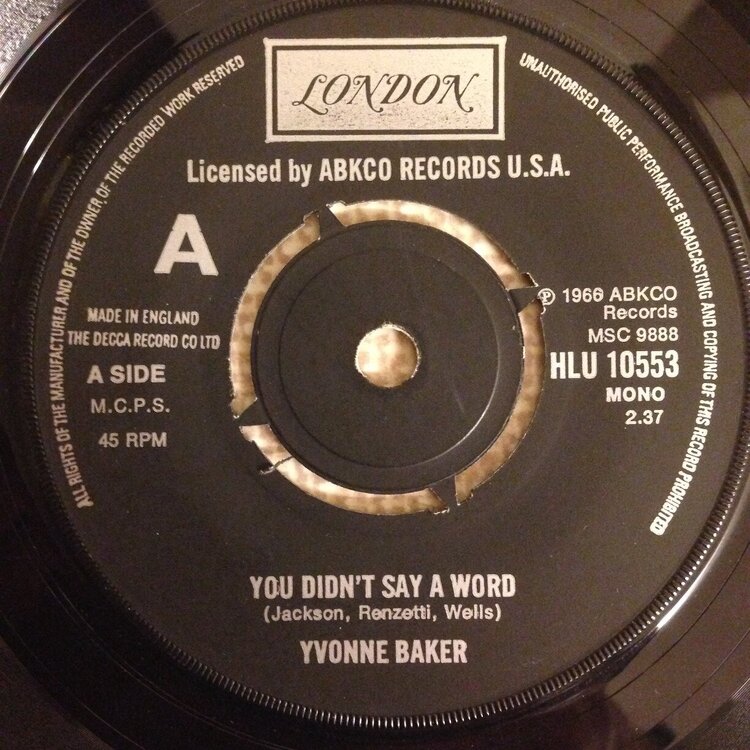 LONDON
Licensed by ABKCO RECORDS U.S.A.
A
MADE IN ENGLAND
THE DECCA RECORD CO LTD
A SIDE
M.C.P.S.
45 RPM
℗ 1966 ABKCO
Records
MSC 9888
HLU 10553
MONO
2.37
YOU DIDN'T SAY A WORD
(Jackson, Renzetti, Wells)
YVONNE BAKER
ALL RIGHTS OF THE MANUFACTURER AND OF THE OWNER OF THE RECORDED WORK RESERVED
UNAUTHORISED PUBLIC PERFORMANCE BROADCASTING AND COPYING OF THIS RECORD PROHIBITED